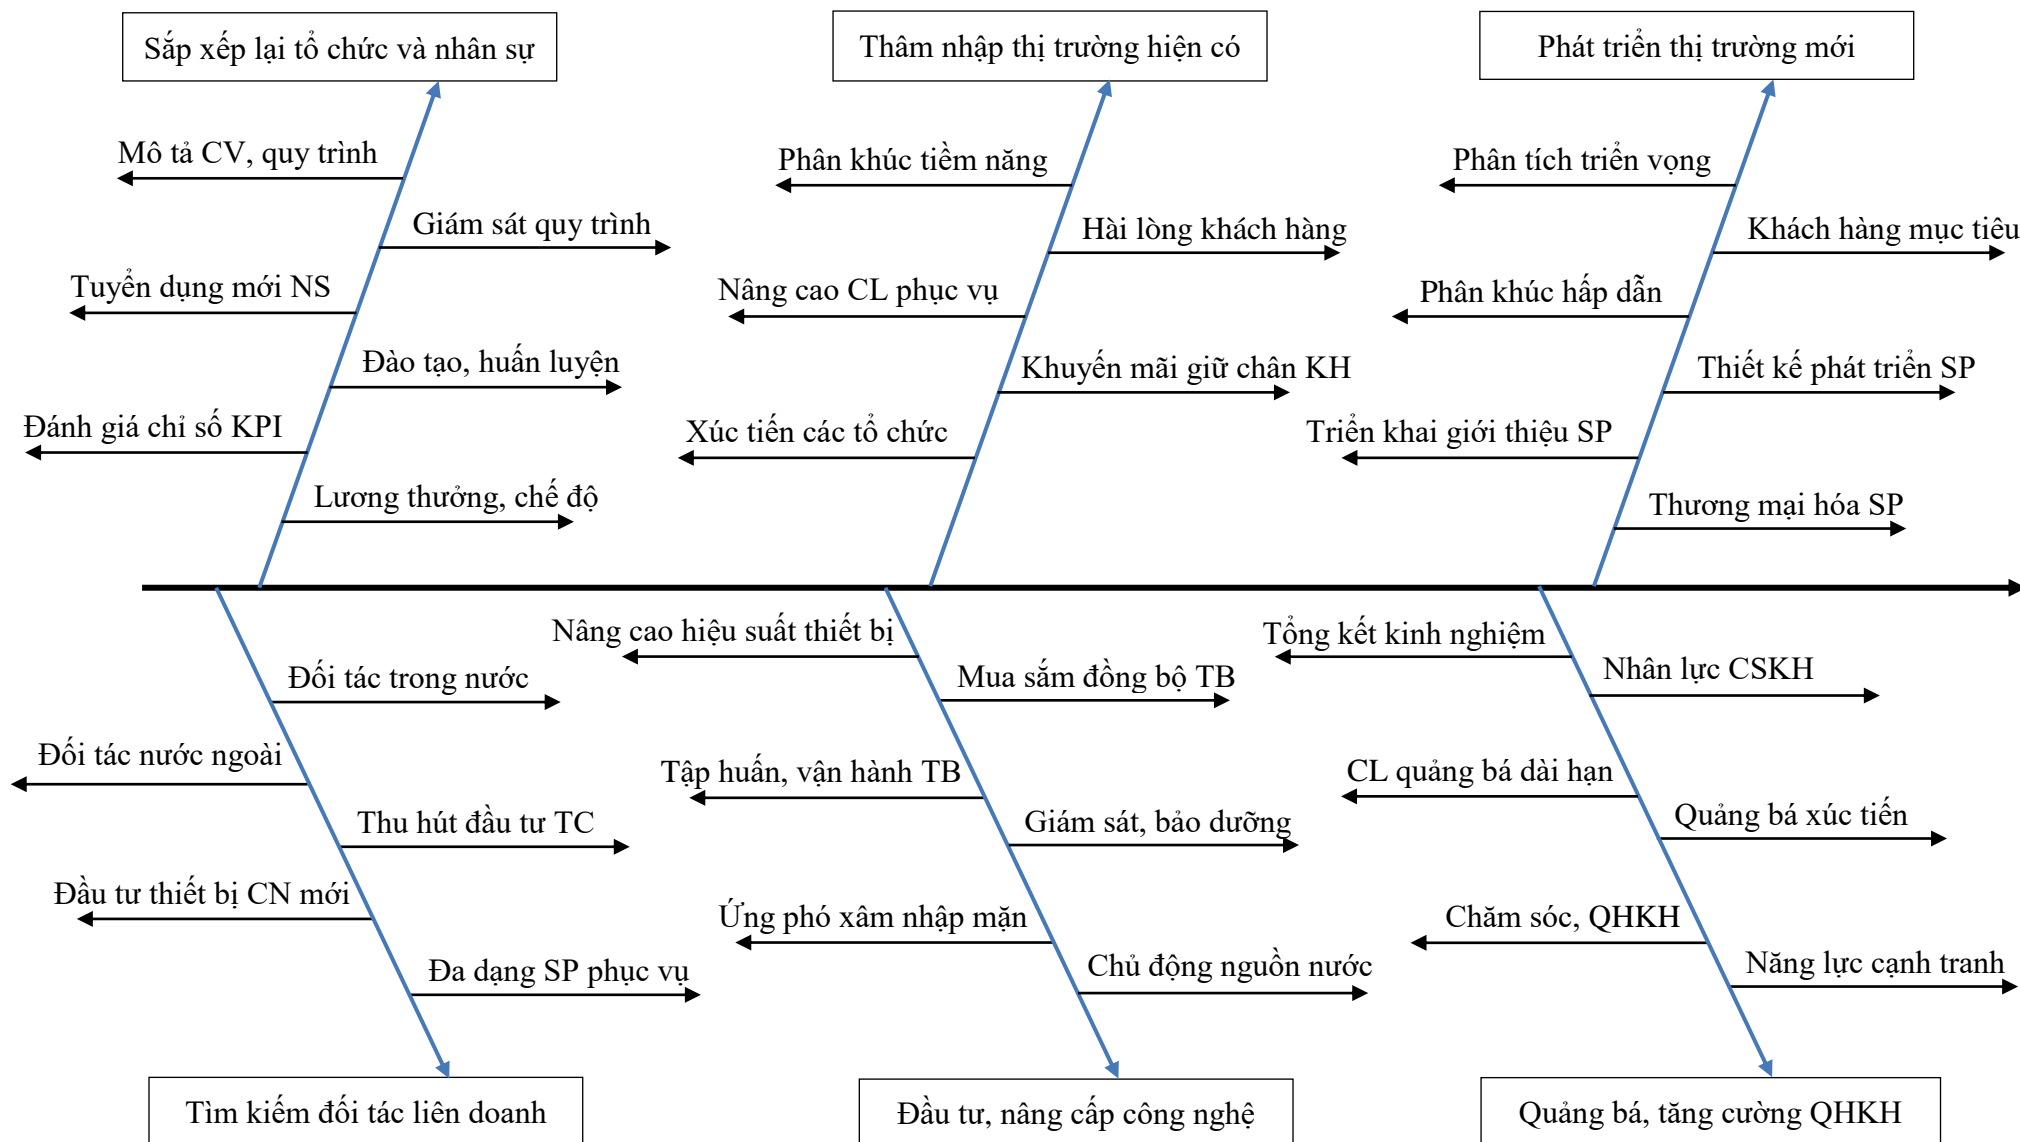 Sắp xếp lại tổ chức và nhân sự
Thâm nhập thị trường hiện có
Phát triển thị trường mới
Mô tả CV, quy trình
Giám sát quy trình
Tuyển dụng mới NS
Đào tạo, huấn luyện
Đánh giá chỉ số KPI
Lương thưởng, chế độ
Phân khúc tiềm năng
Hài lòng khách hàng
Nâng cao CL phục vụ
Khuyến mãi giữ chân KH
Xúc tiến các tổ chức
Phân tích triển vọng
Khách hàng mục tiêu
Phân khúc hấp dẫn
Thiết kế phát triển SP
Triển khai giới thiệu SP
Thương mại hóa SP
Đối tác trong nước
Đối tác nước ngoài
Thu hút đầu tư TC
Đầu tư thiết bị CN mới
Đa dạng SP phục vụ
Nâng cao hiệu suất thiết bị
Mua sắm đồng bộ TB
Tập huấn, vận hành TB
Giám sát, bảo dưỡng
Ứng phó xâm nhập mặn
Chủ động nguồn nước
Tổng kết kinh nghiệm
Nhân lực CSKH
CL quảng bá dài hạn
Quảng bá xúc tiến
Chăm sóc, QHKH
Năng lực cạnh tranh
Tìm kiếm đối tác liên doanh
Đầu tư, nâng cấp công nghệ
Quảng bá, tăng cường QHKH